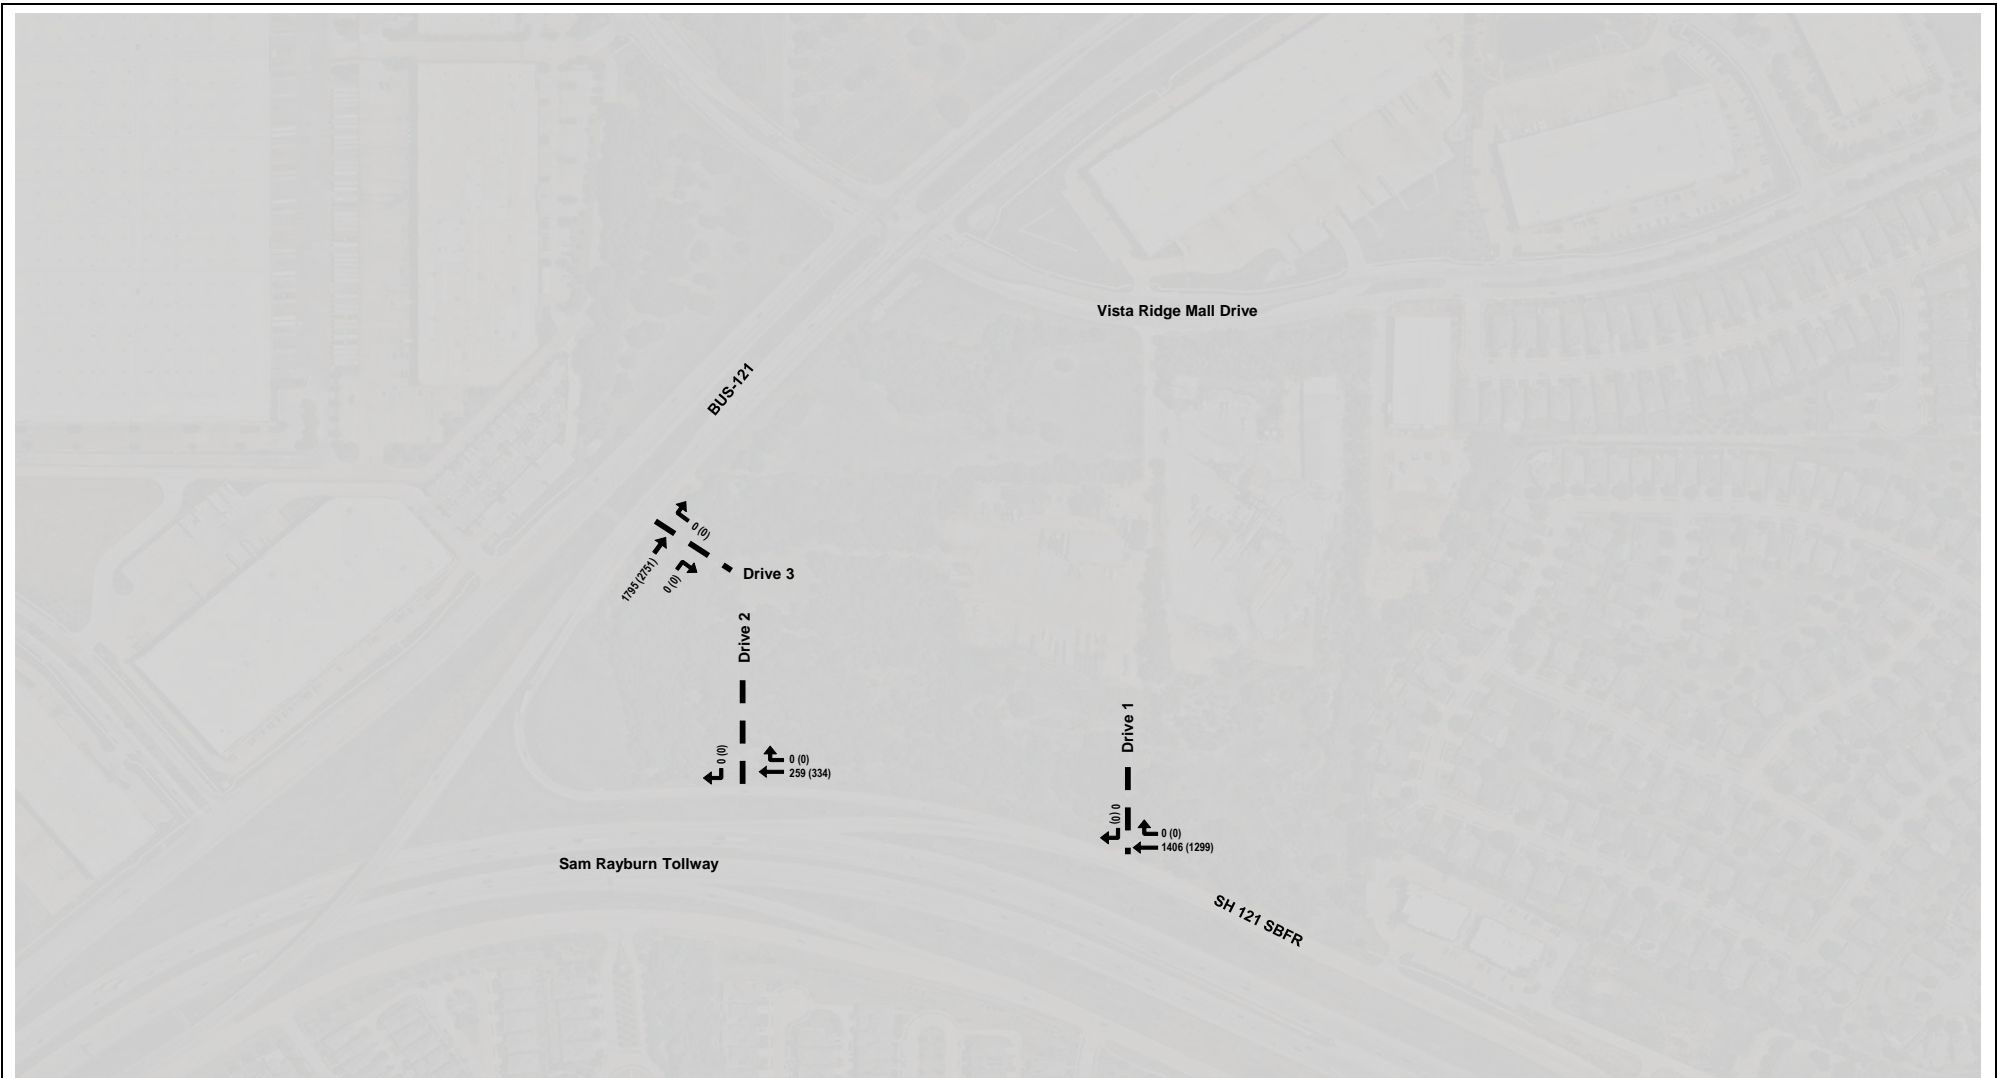 Vista Ridge Mall Drive
BUS-121
0 (0)
1795 (2751)
0 (0)
Drive 3
Drive 2
0 (0)
0 (0)
259 (334)
Drive 1
0 (0)
0 (0)
1406 (1299)
Sam Rayburn Tollway
SH 121 SBFR